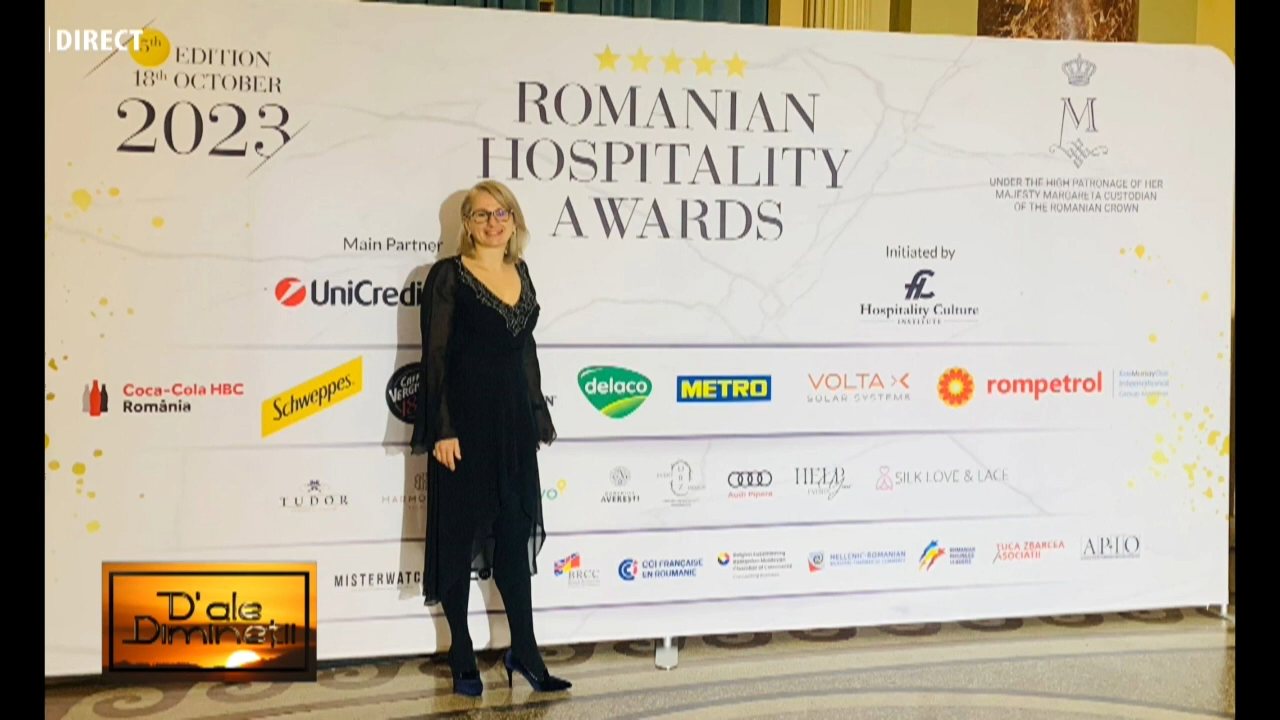 DIRECT
5th EDITION
18th OCTOBER
2023
ROMANIAN
HOSPITALITY
AWARDS
M
UNDER THE HIGH PATRONAGE OF HER
MAJESTY MARGARETA CUSTODIAN
OF THE ROMANIAN CROWN
Main Partner
UniCredi
Initiated by
Hospitality Culture
INSTITUTE
Coca-Cola HBC
România
Schweppes
delaco
METRO
VOLTA
SOLAR SYSTEMS
rompetrol
TUDOR
AVEREȘTI
Audi Pipera
HELP
SILK LOVE & LACE
MISTERWATC
BRCC
CCI FRANÇAISE
EN ROUMANIE
HELLENIC-ROMANIAN
ȚUCA ZBÂRCEA
ASOCIAȚII
D'ale
Dimineții